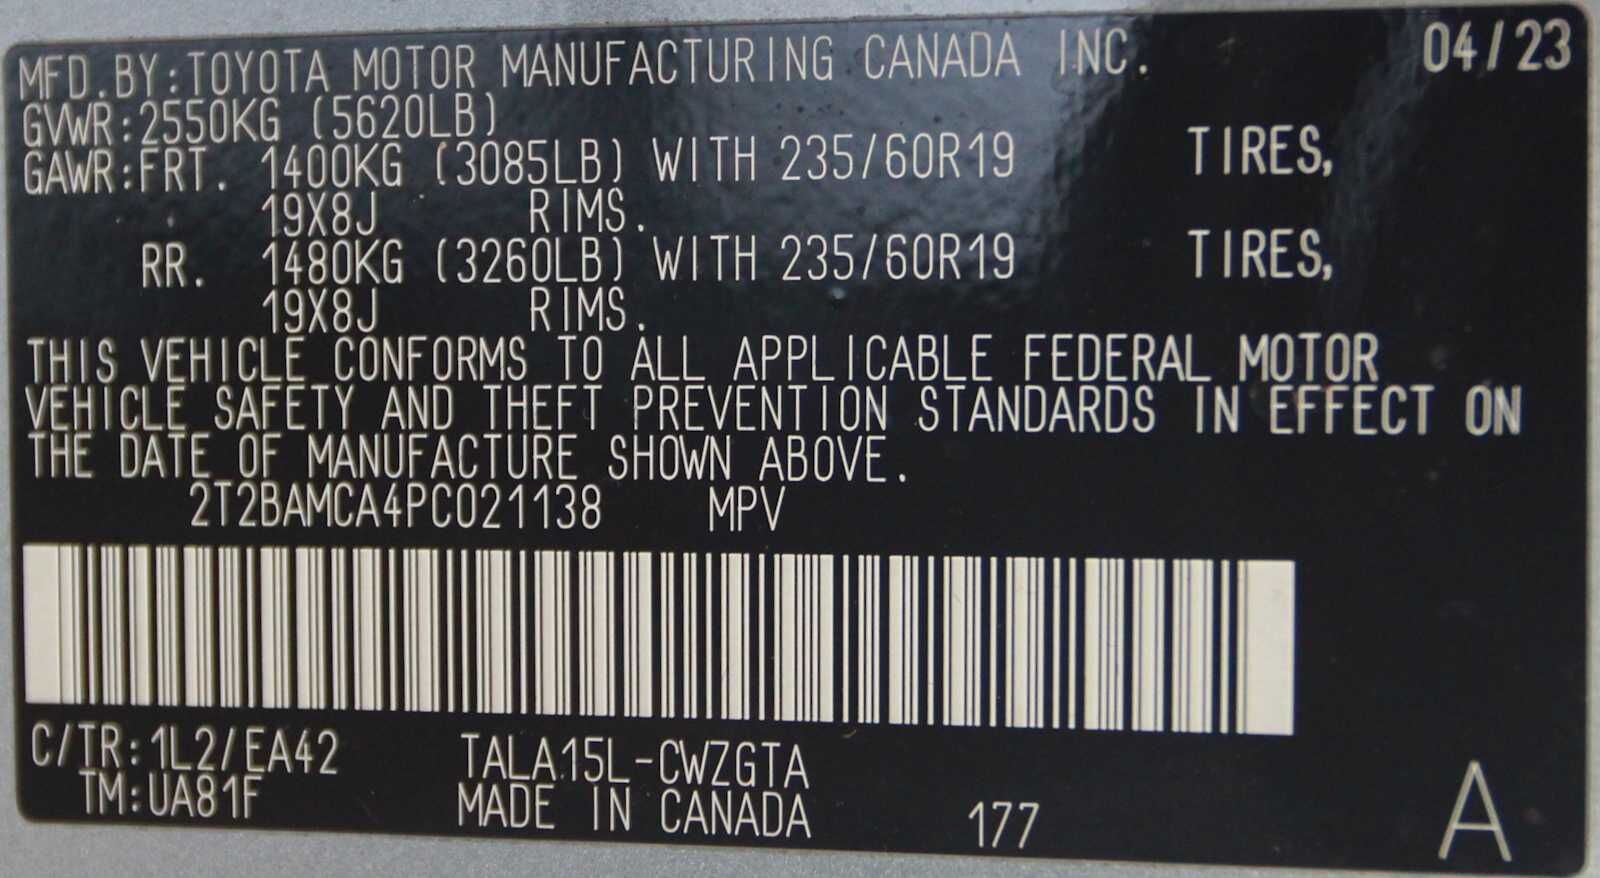 MFD.BY:TOYOTA MOTOR MANUFACTURING CANADA INC. 04/23
GVWR:2550KG (5620LB)
GAWR:FRT. 1400KG (3085LB) WITH 235/60R19 TIRES,
19X8J RIMS.
RR. 1480KG (3260LB) WITH 235/60R19 TIRES,
19X8J RIMS.
THIS VEHICLE CONFORMS TO ALL APPLICABLE FEDERAL MOTOR
VEHICLE SAFETY AND THEFT PREVENTION STANDARDS IN EFFECT ON
THE DATE OF MANUFACTURE SHOWN ABOVE.
2T2BAMCA4PC021138 MPV
C/TR:1L2/EA42 TALA15L-CWZGTA
TM:UA81F MADE IN CANADA 177 A